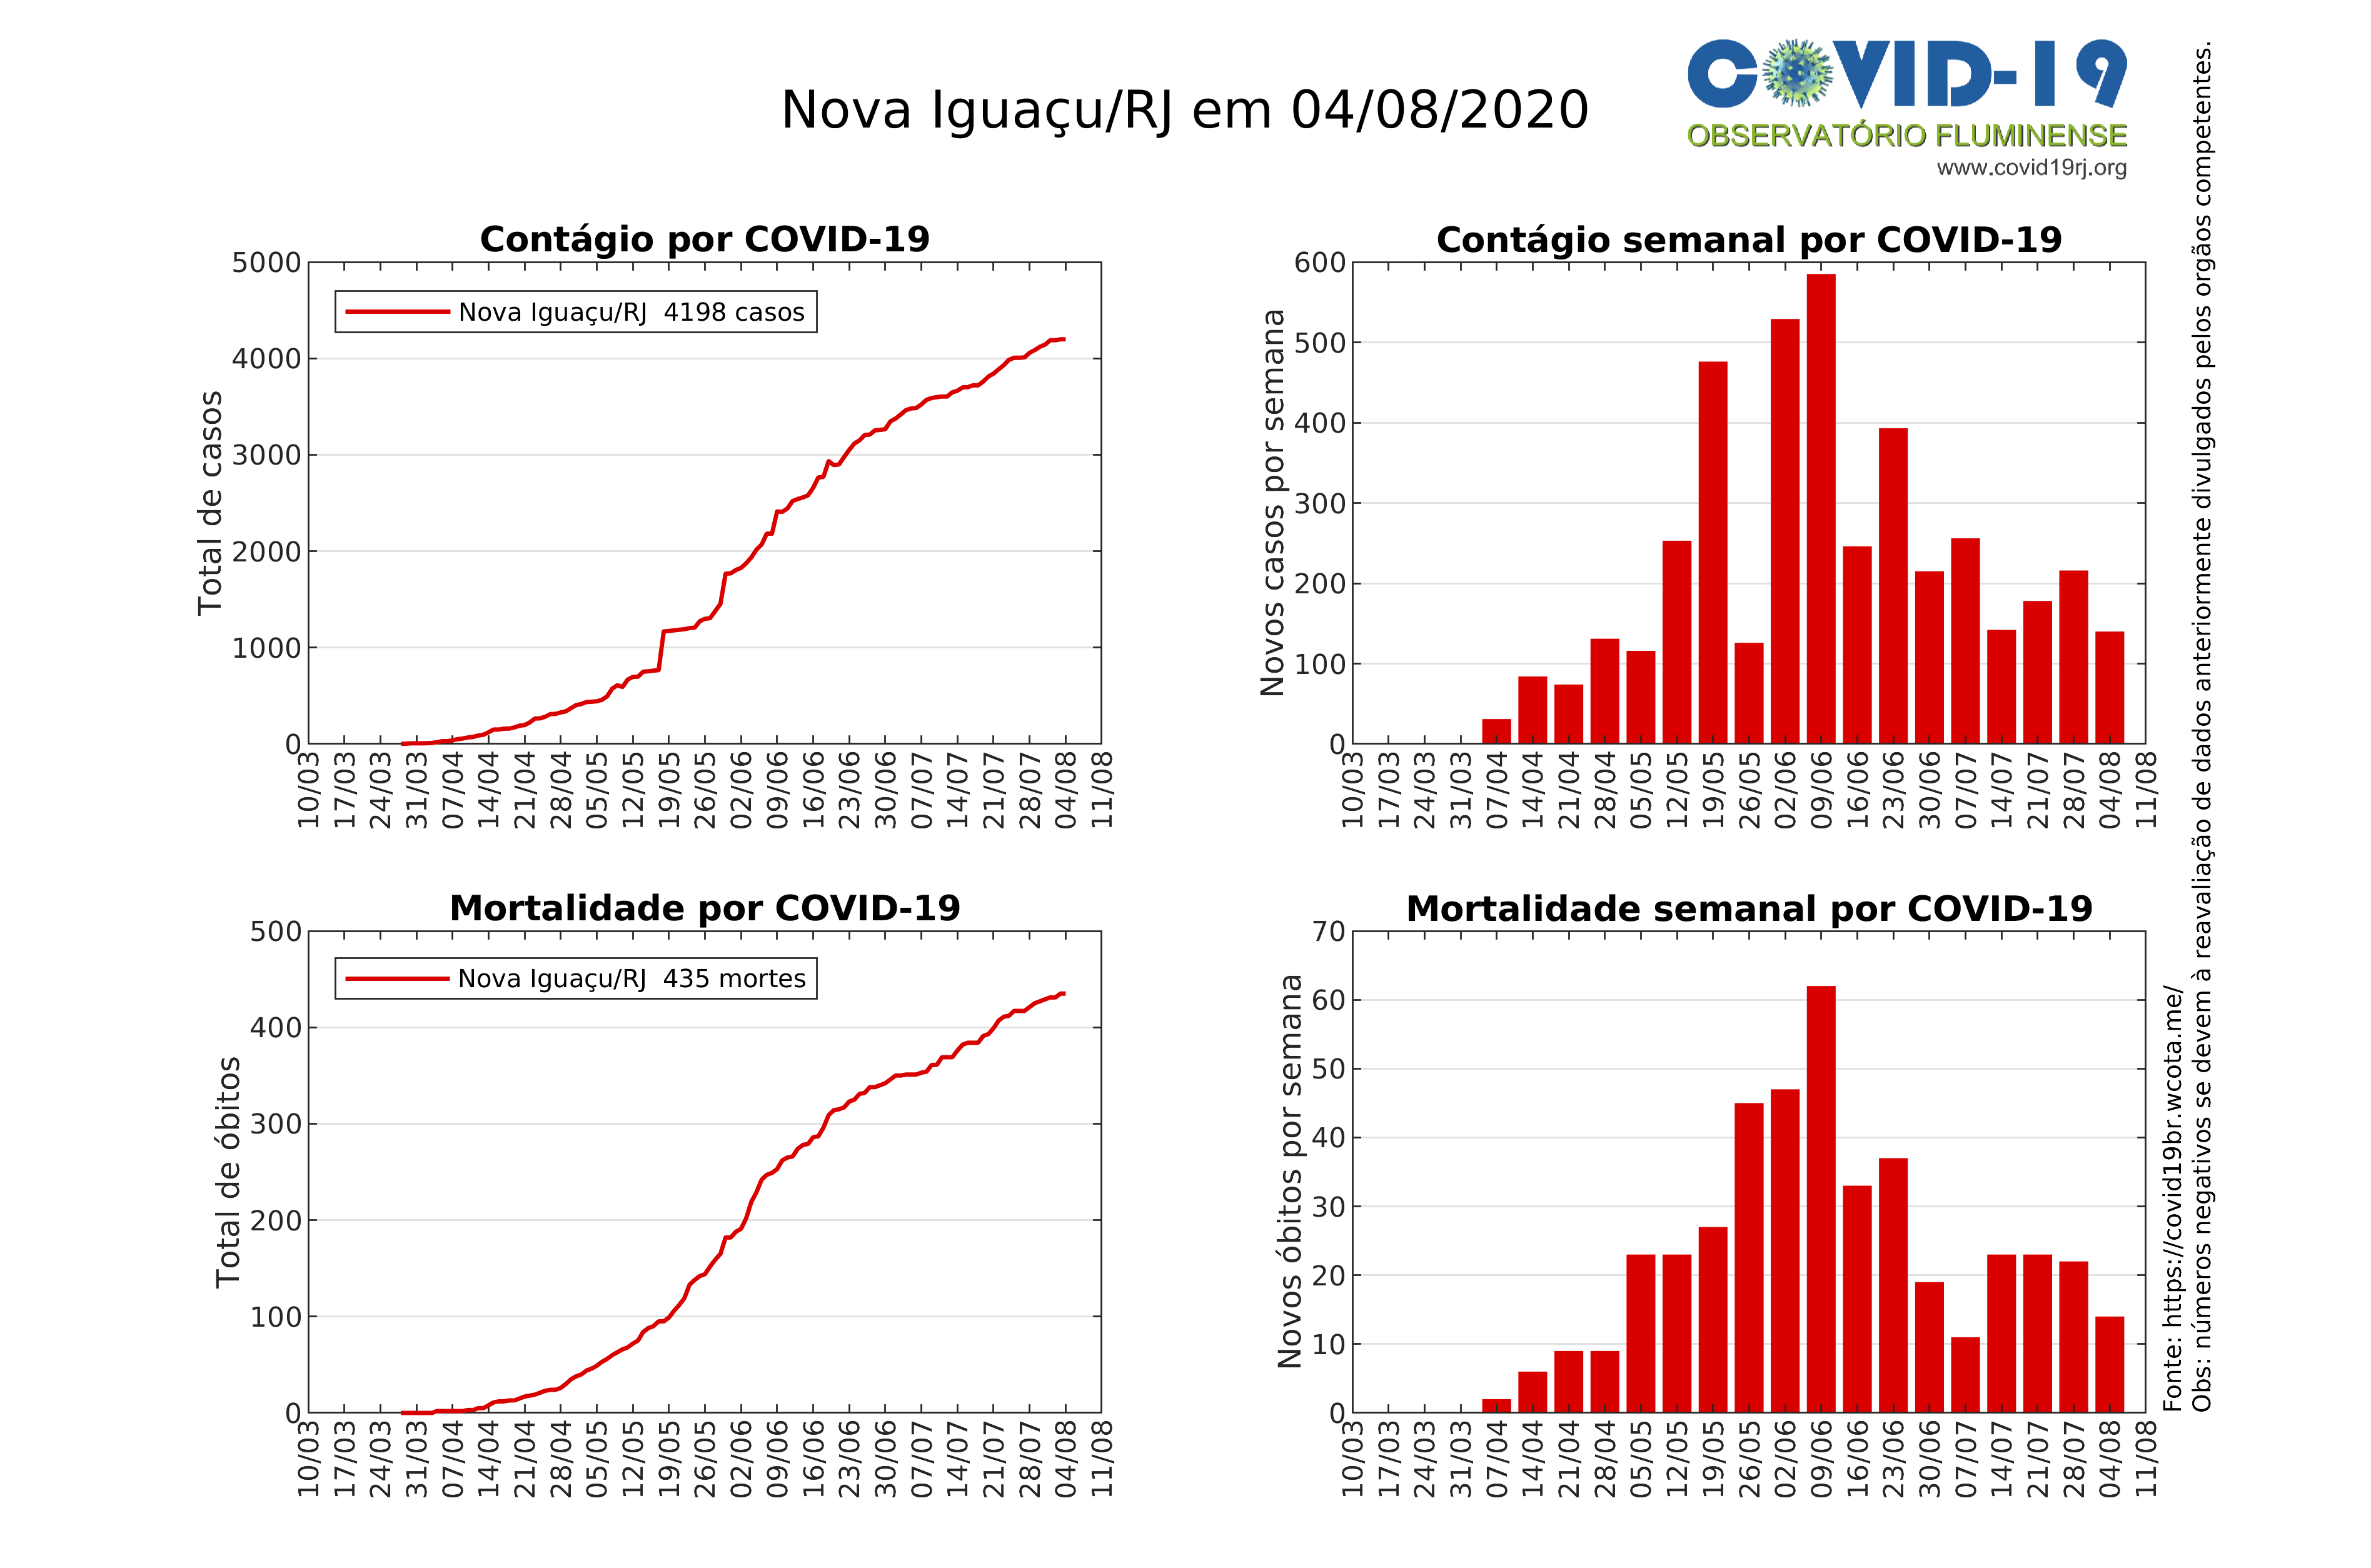 Nova Iguaçu/RJ em 04/08/2020
COVID-19
OBSERVATÓRIO FLUMINENSE
www.covid19rj.org
Contágio por COVID-19
Total de casos
5000
4000
3000
2000
1000
0
Nova Iguaçu/RJ 4198 casos
10/03 17/03 24/03 31/03 07/04 14/04 21/04 28/04 05/05 12/05 19/05 26/05 02/06 09/06 16/06 23/06 30/06 07/07 14/07 21/07 28/07 04/08 11/08
Contágio semanal por COVID-19
Novos casos por semana
600
500
400
300
200
100
0
10/03 17/03 24/03 31/03 07/04 14/04 21/04 28/04 05/05 12/05 19/05 26/05 02/06 09/06 16/06 23/06 30/06 07/07 14/07 21/07 28/07 04/08 11/08
Mortalidade por COVID-19
Total de óbitos
500
400
300
200
100
0
Nova Iguaçu/RJ 435 mortes
10/03 17/03 24/03 31/03 07/04 14/04 21/04 28/04 05/05 12/05 19/05 26/05 02/06 09/06 16/06 23/06 30/06 07/07 14/07 21/07 28/07 04/08 11/08
Mortalidade semanal por COVID-19
Novos óbitos por semana
70
60
50
40
30
20
10
0
10/03 17/03 24/03 31/03 07/04 14/04 21/04 28/04 05/05 12/05 19/05 26/05 02/06 09/06 16/06 23/06 30/06 07/07 14/07 21/07 28/07 04/08 11/08
Fonte: https://covid19br.wcota.me/
Obs: números negativos se devem à reavaliação de dados anteriormente divulgados pelos orgãos competentes.